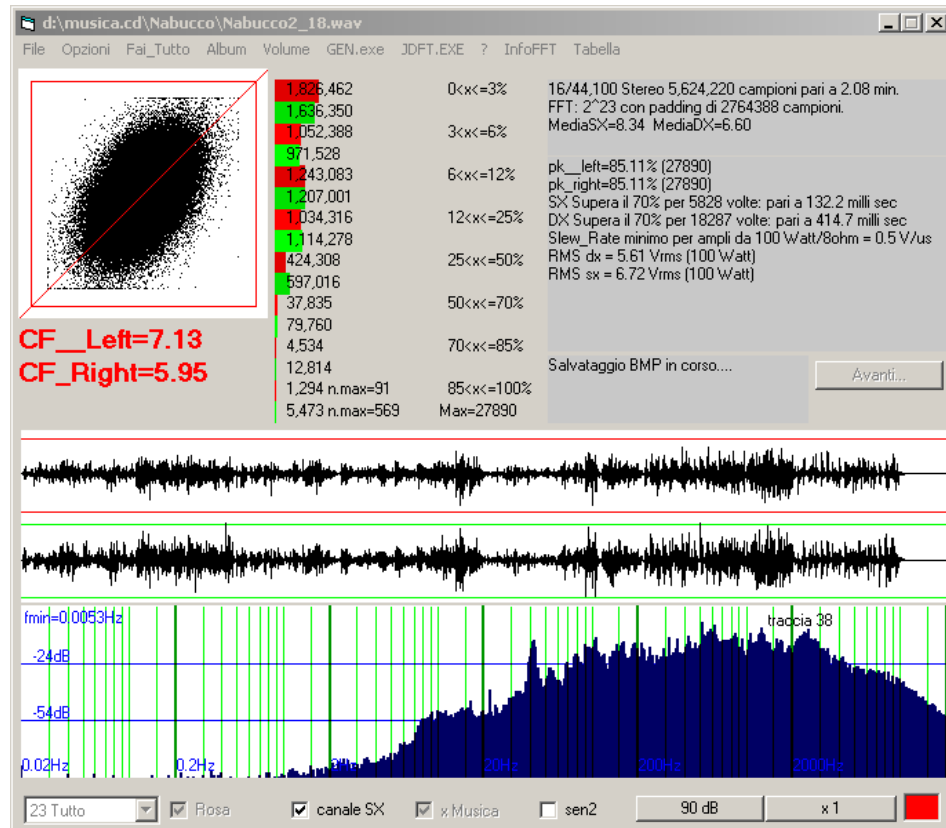 d:\musica.cd\Nabucco\Nabucco2_18.wav
File Opzioni Fai_Tutto Album Volume GEN.exe JDFT.EXE ? InfoFFT Tabella
CF__Left=7.13
CF_Right=5.95
1,826,462 0<x<=3%
1,636,350
1,052,388 3<x<=6%
971,528
1,243,083 6<x<=12%
1,207,001
1,034,316 12<x<=25%
1,114,278
424,308 25<x<=50%
597,016
37,835 50<x<=70%
79,760
4,534 70<x<=85%
12,814
1,294 n.max=91 85<x<=100%
5,473 n.max=569 Max=27890
16/44,100 Stereo 5,624,220 campioni pari a 2.08 min.
FFT: 2^23 con padding di 2764388 campioni.
MediaSX=8.34 MediaDX=6.60
pk__left=85.11% (27890)
pk_right=85.11% (27890)
SX Supera il 70% per 5828 volte: pari a 132.2 milli sec
DX Supera il 70% per 18287 volte: pari a 414.7 milli sec
Slew_Rate minimo per ampli da 100 Watt/8ohm = 0.5 V/us
RMS dx = 5.61 Vrms (100 Watt)
RMS sx = 6.72 Vrms (100 Watt)
Salvataggio BMP in corso....
Avanti...
fmin=0.0053Hz
traccia 38
-24dB
-54dB
0.02Hz 0.2Hz 20Hz 200Hz 2000Hz
23 Tutto Rosa canale SX x Musica sen2 90 dB x 1